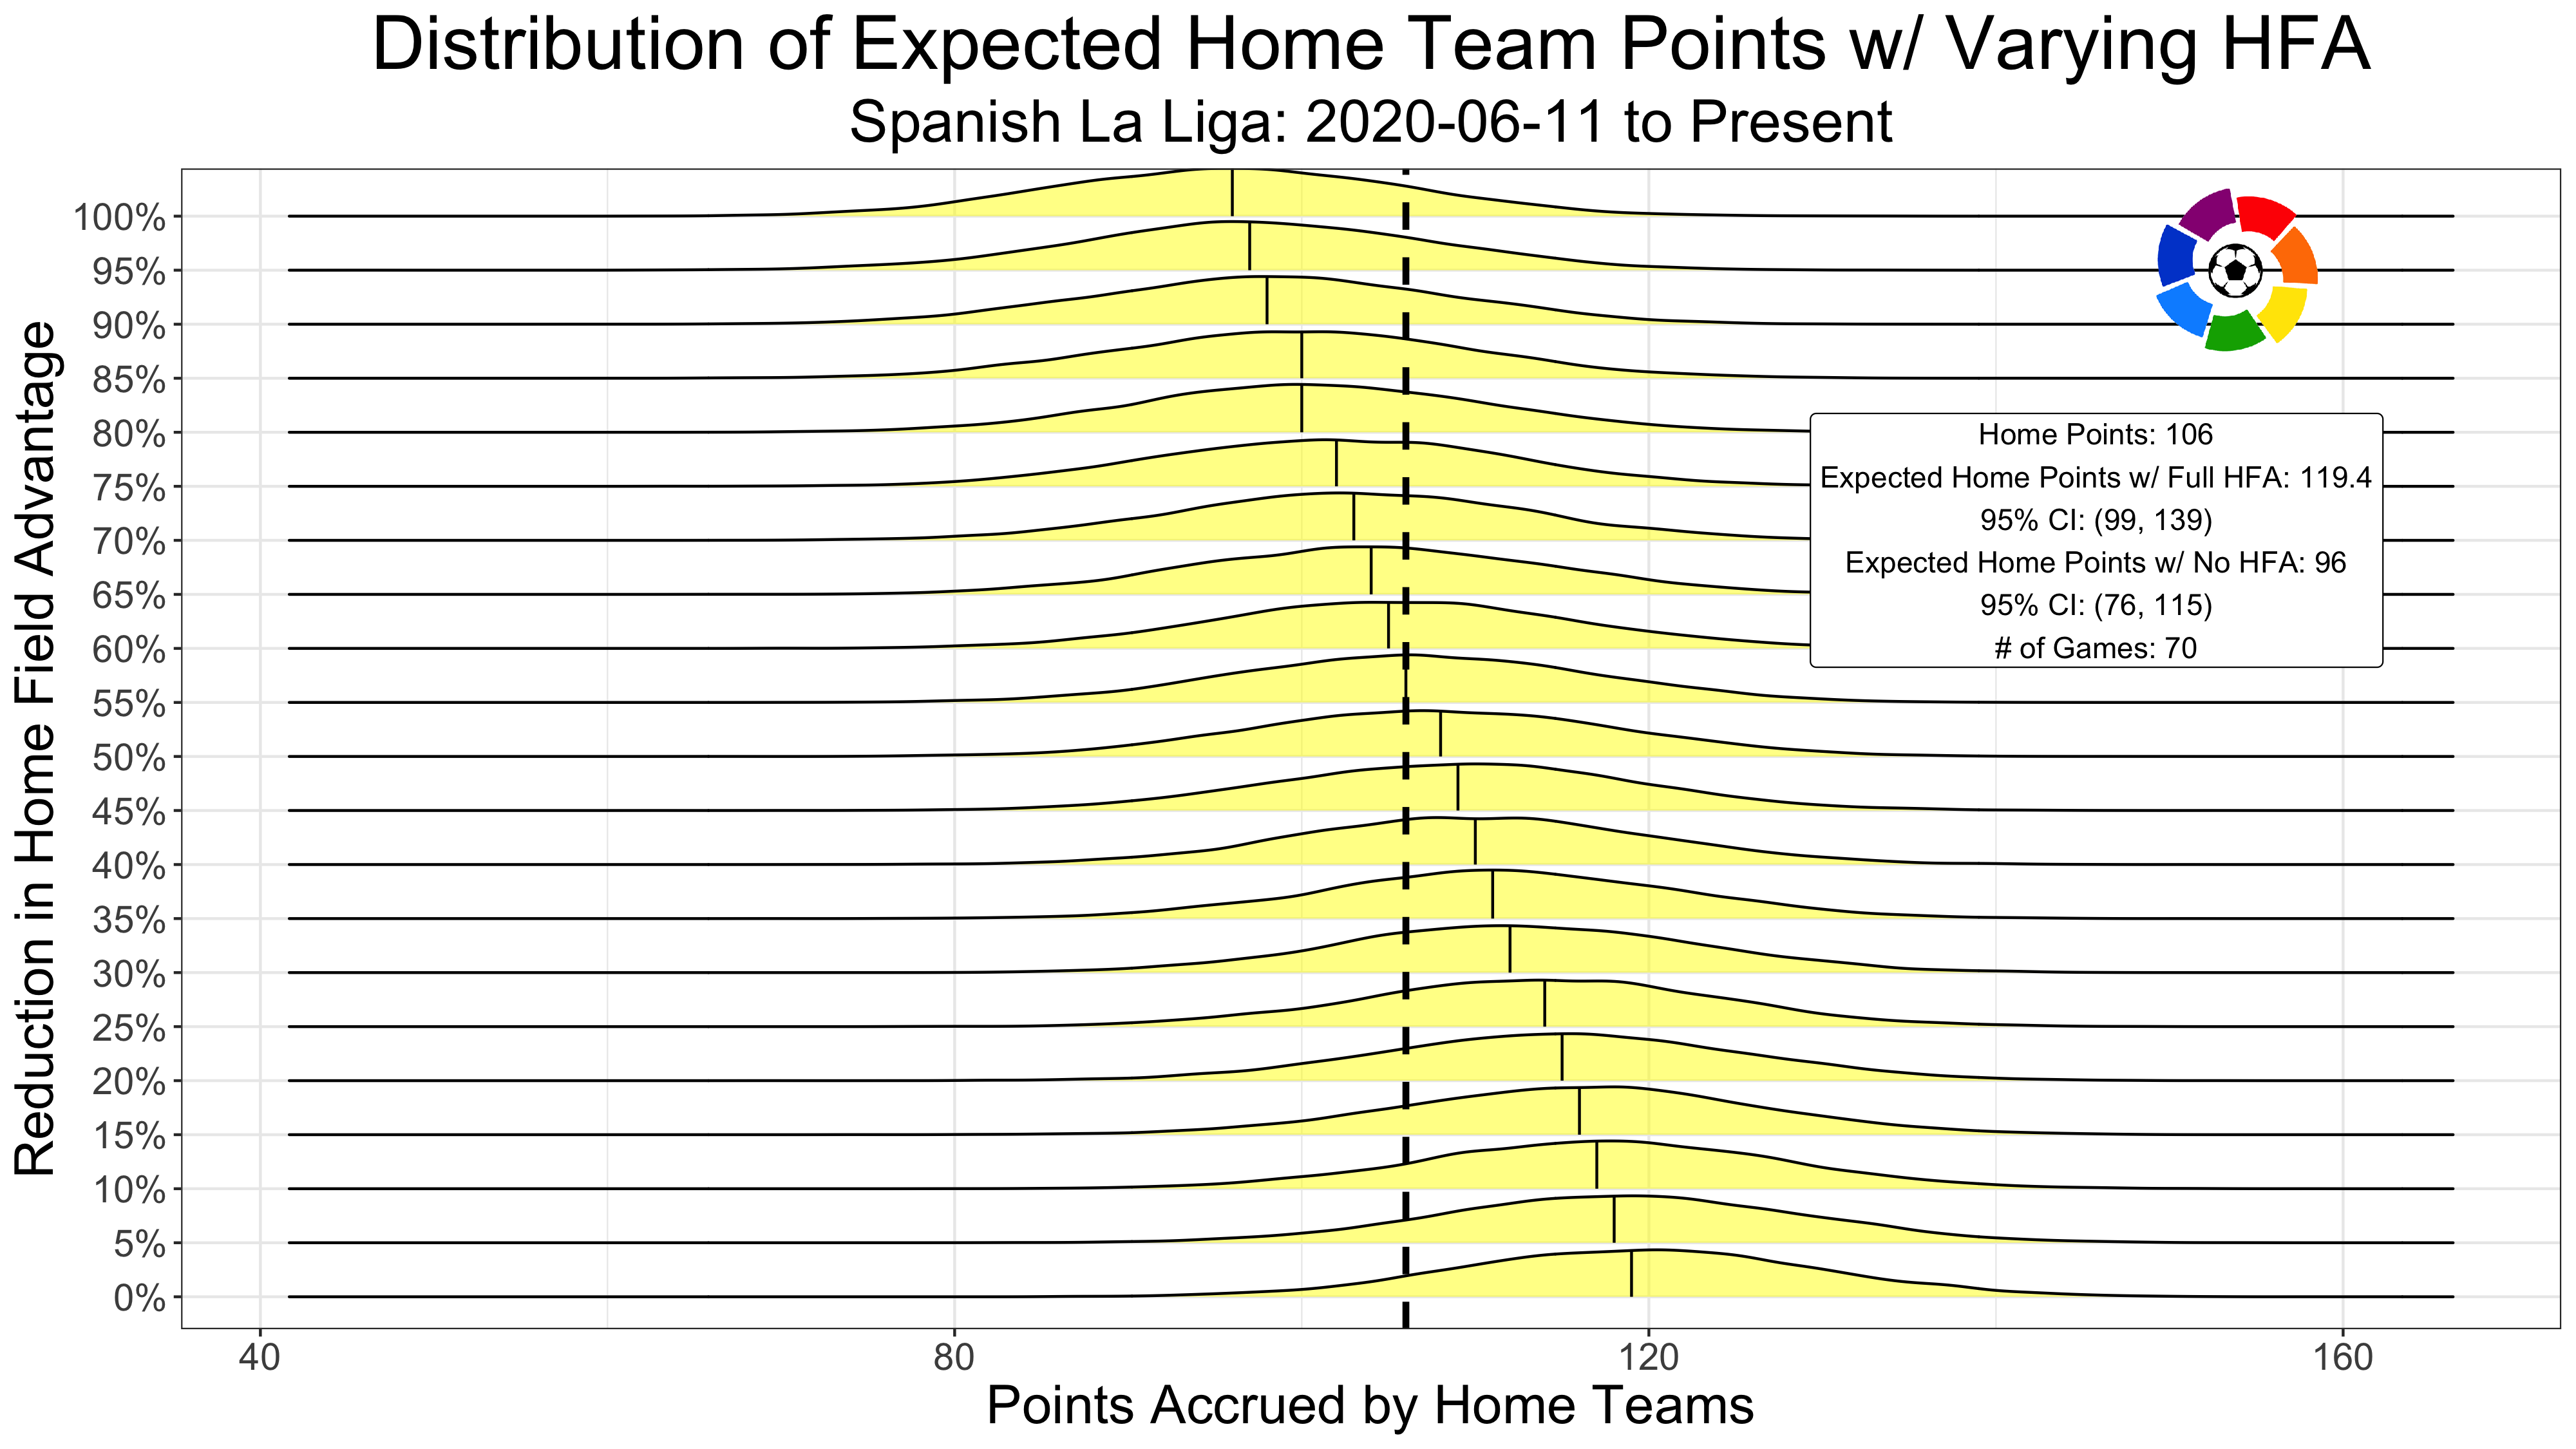 Distribution of Expected Home Team Points w/ Varying HFA
Spanish La Liga: 2020-06-11 to Present
Reduction in Home Field Advantage
100%
95%
90%
85%
80%
75%
70%
65%
60%
55%
50%
45%
40%
35%
30%
25%
20%
15%
10%
5%
0%
Home Points: 106
Expected Home Points w/ Full HFA: 119.4
95% CI: (99, 139)
Expected Home Points w/ No HFA: 96
95% CI: (76, 115)
# of Games: 70
40 80 120 160
Points Accrued by Home Teams